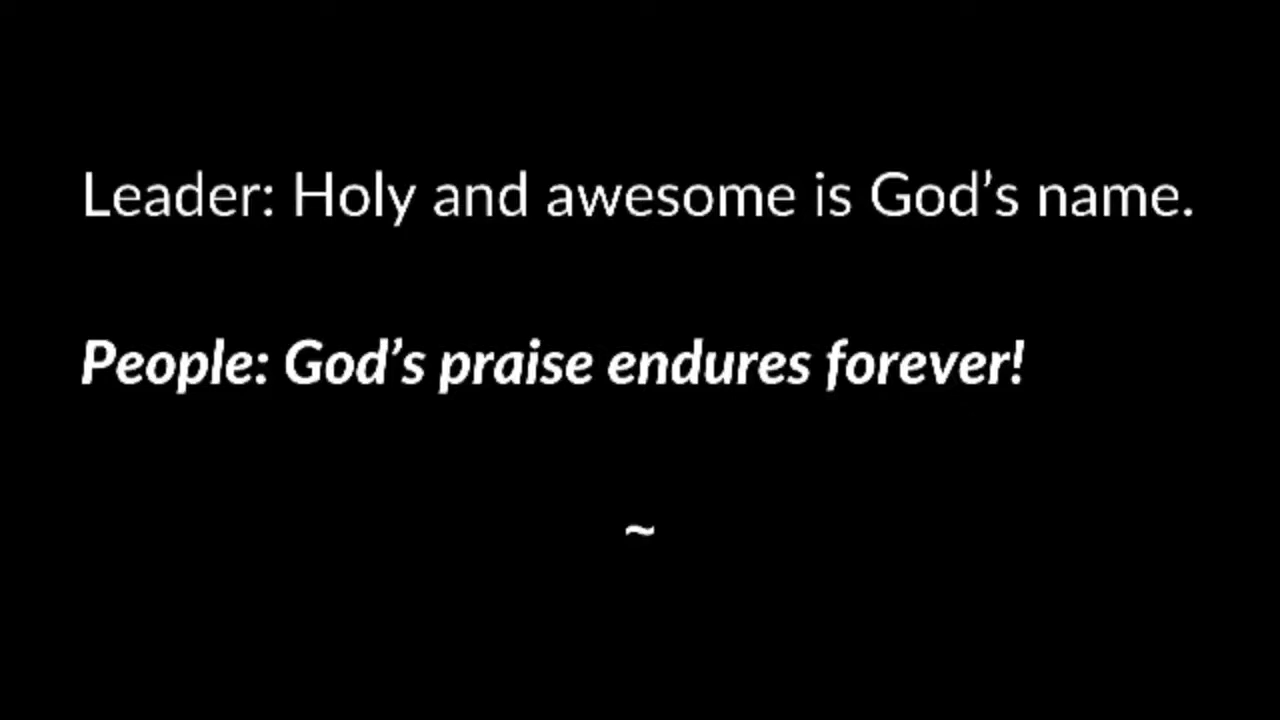 Leader: Holy and awesome is God’s name.
People: God’s praise endures forever!
~